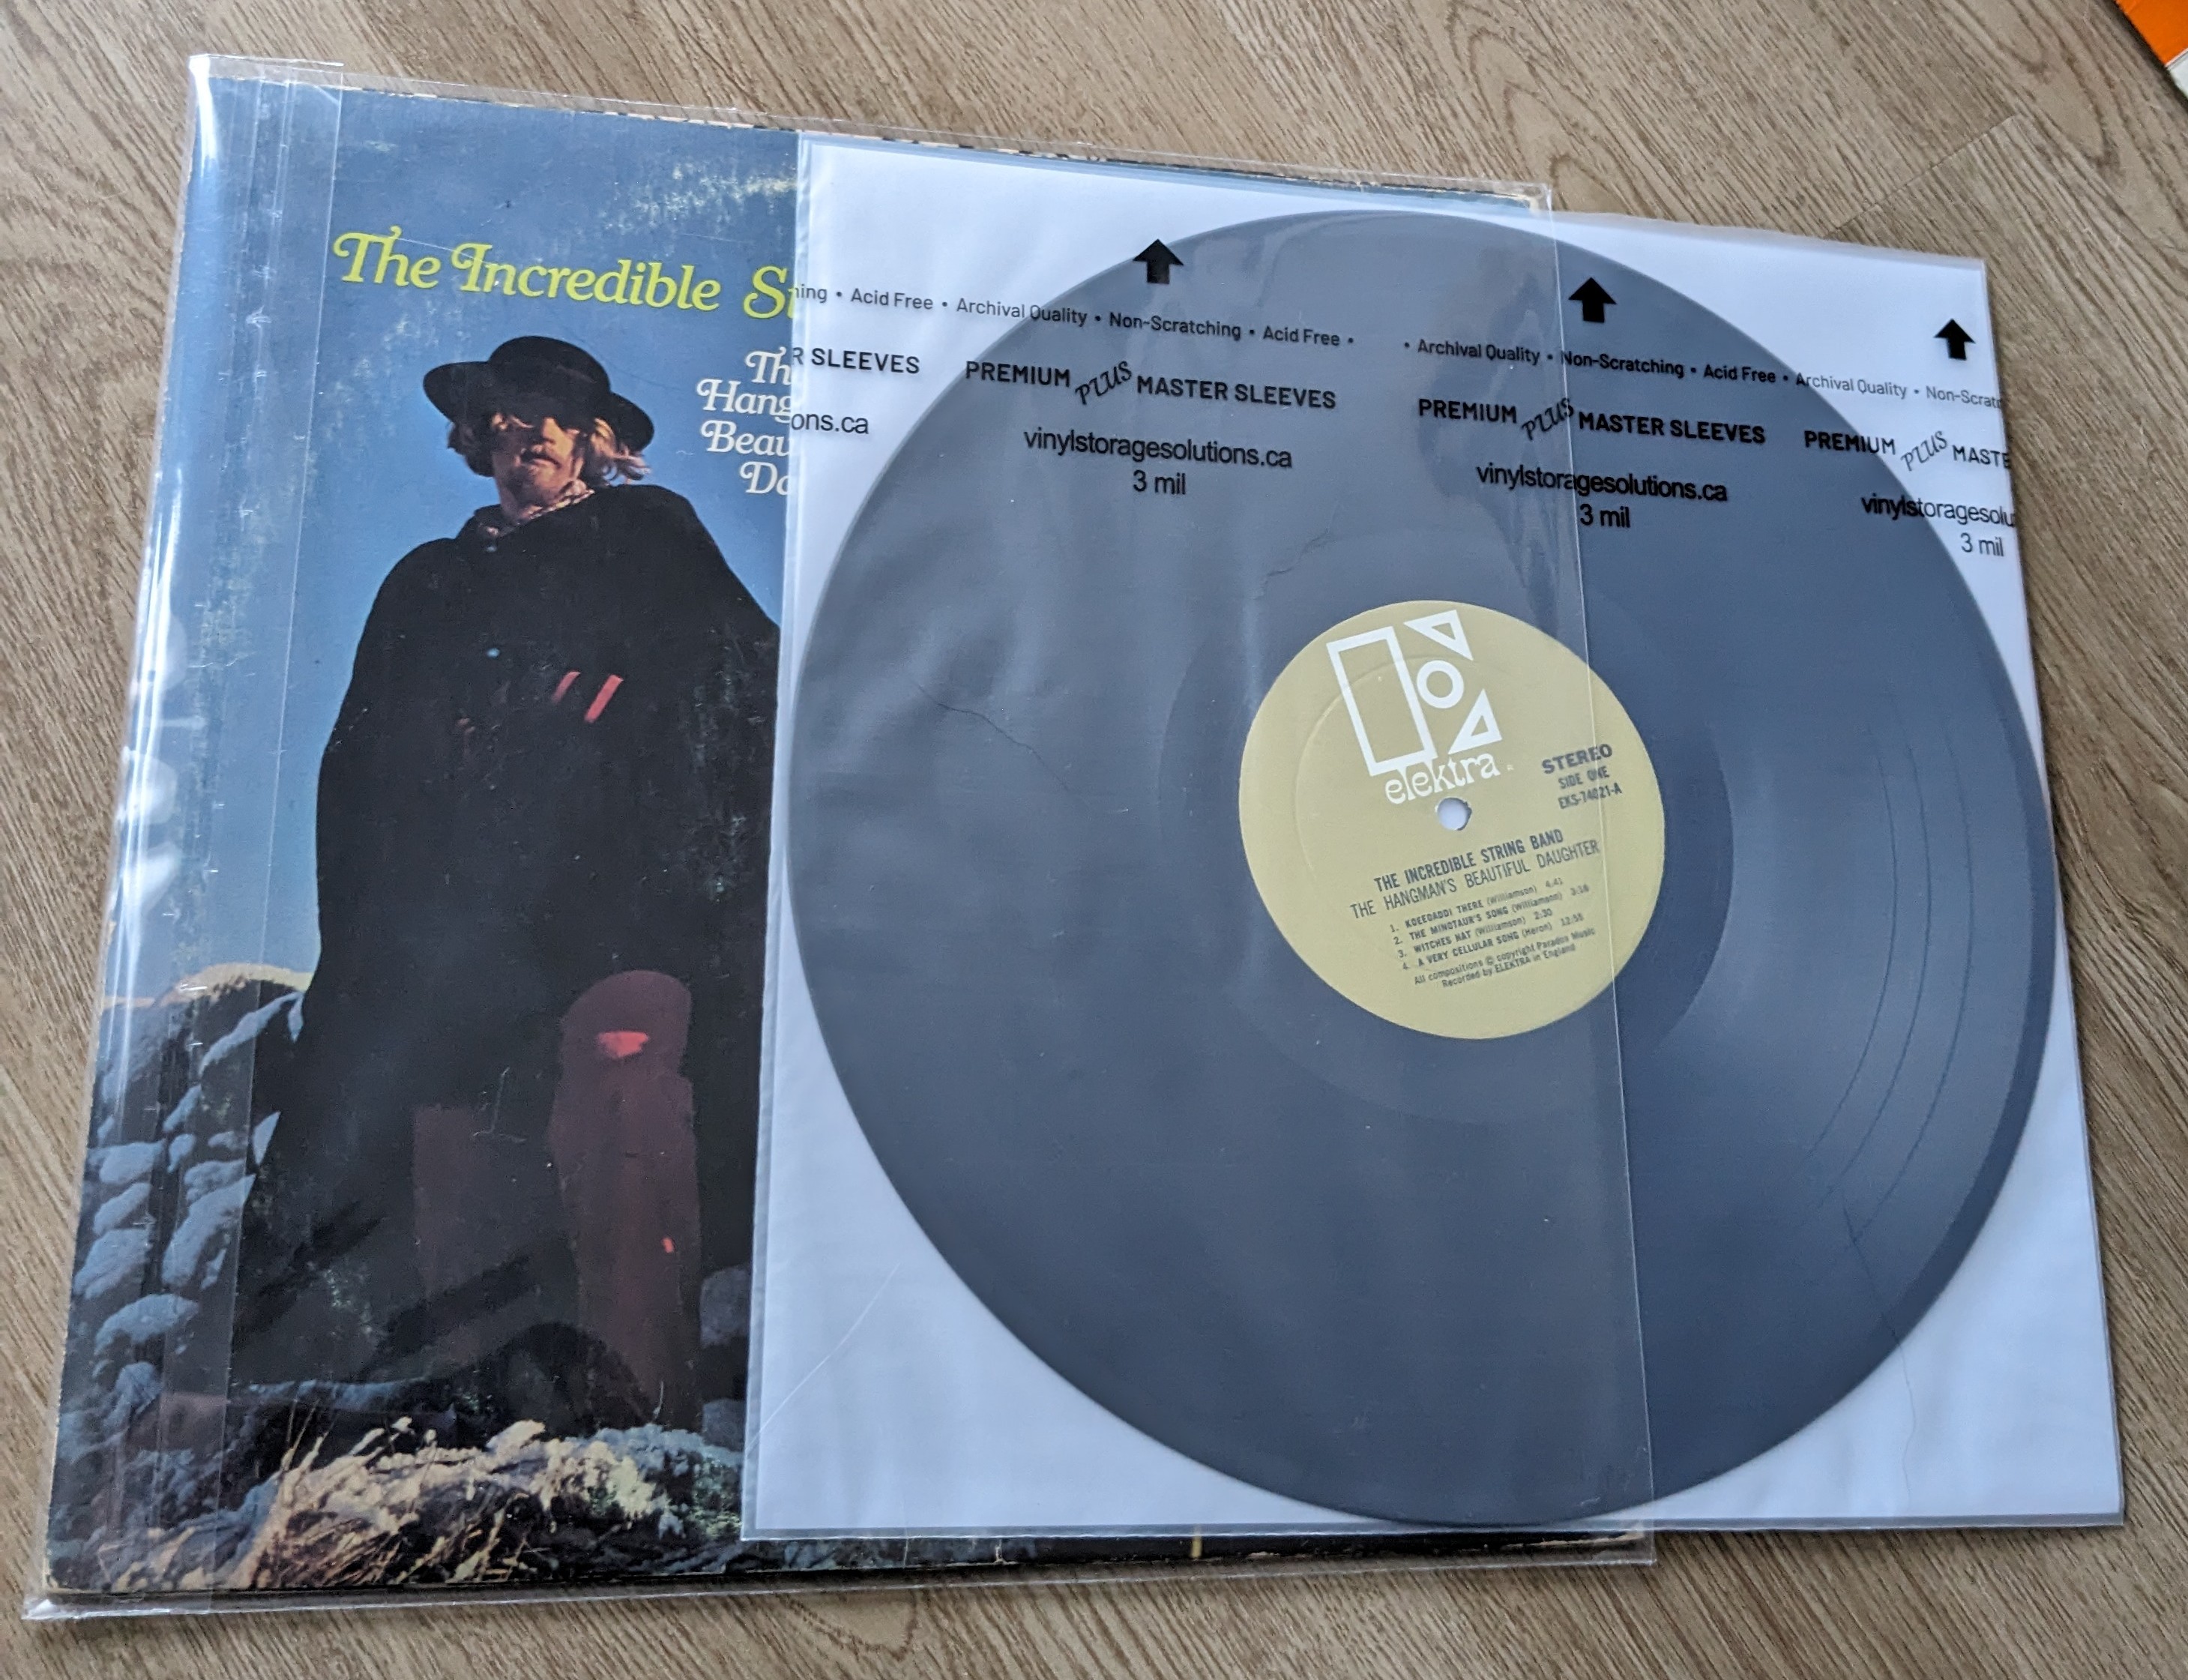 The Incredible St
Th
Hang
Beau
Da
ing • Acid Free • Archival Quality • Non-Scratching • Acid Free •
• Archival Quality • Non-Scratching • Acid Free • Archival Quality • Non-Scratc
R SLEEVES
PREMIUM PLUS MASTER SLEEVES
PREMIUM PLUS MASTER SLEEVES
PREMIUM PLUS MASTE
ons.ca
vinylstoragesolutions.ca
3 mil
vinylstoragesolutions.ca
3 mil
vinylstoragesolu
3 mil
elektra
STEREO
SIDE ONE
EKS-74021-A
THE INCREDIBLE STRING BAND
THE HANGMAN'S BEAUTIFUL DAUGHTER
1. KOEEOADDI THERE (Williamson) 4:41
2. THE MINOTAUR'S SONG (Williamson) 3:18
3. WITCHES HAT (Williamson) 2:30
4. A VERY CELLULAR SONG (Heron) 12:56
All compositions © copyright Paradox Music
Recorded by ELEKTRA in England